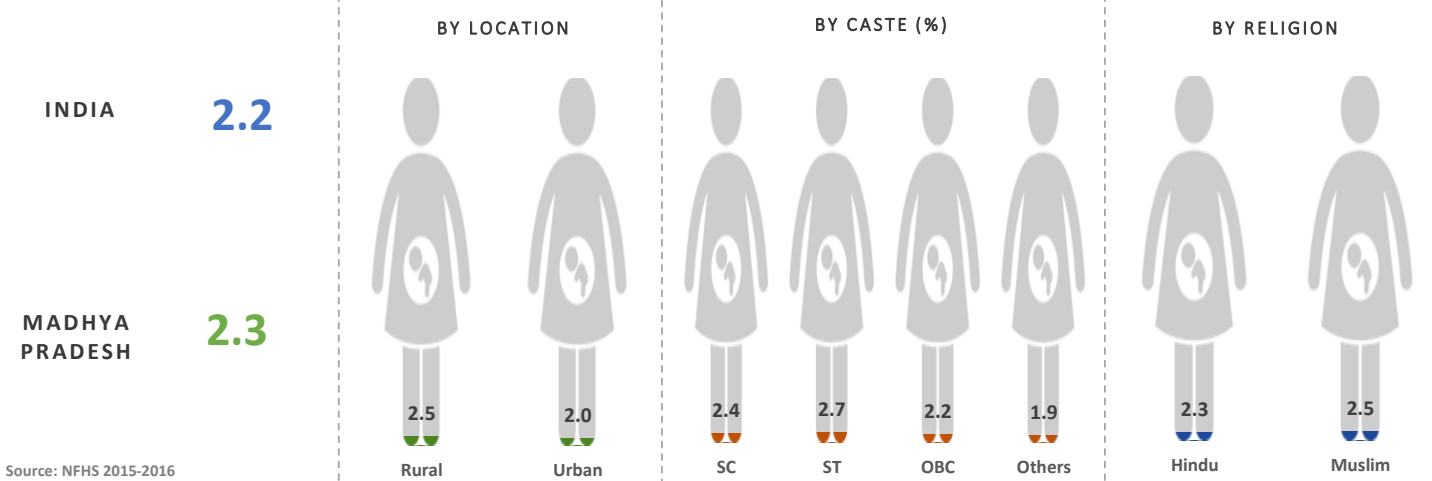 INDIA
2.2
MADHYA
PRADESH
2.3
Source: NFHS 2015-2016
BY LOCATION
2.5
2.0
Rural
Urban
BY CASTE (%)
2.4
2.7
2.2
1.9
SC
ST
OBC
Others
BY RELIGION
2.3
2.5
Hindu
Muslim